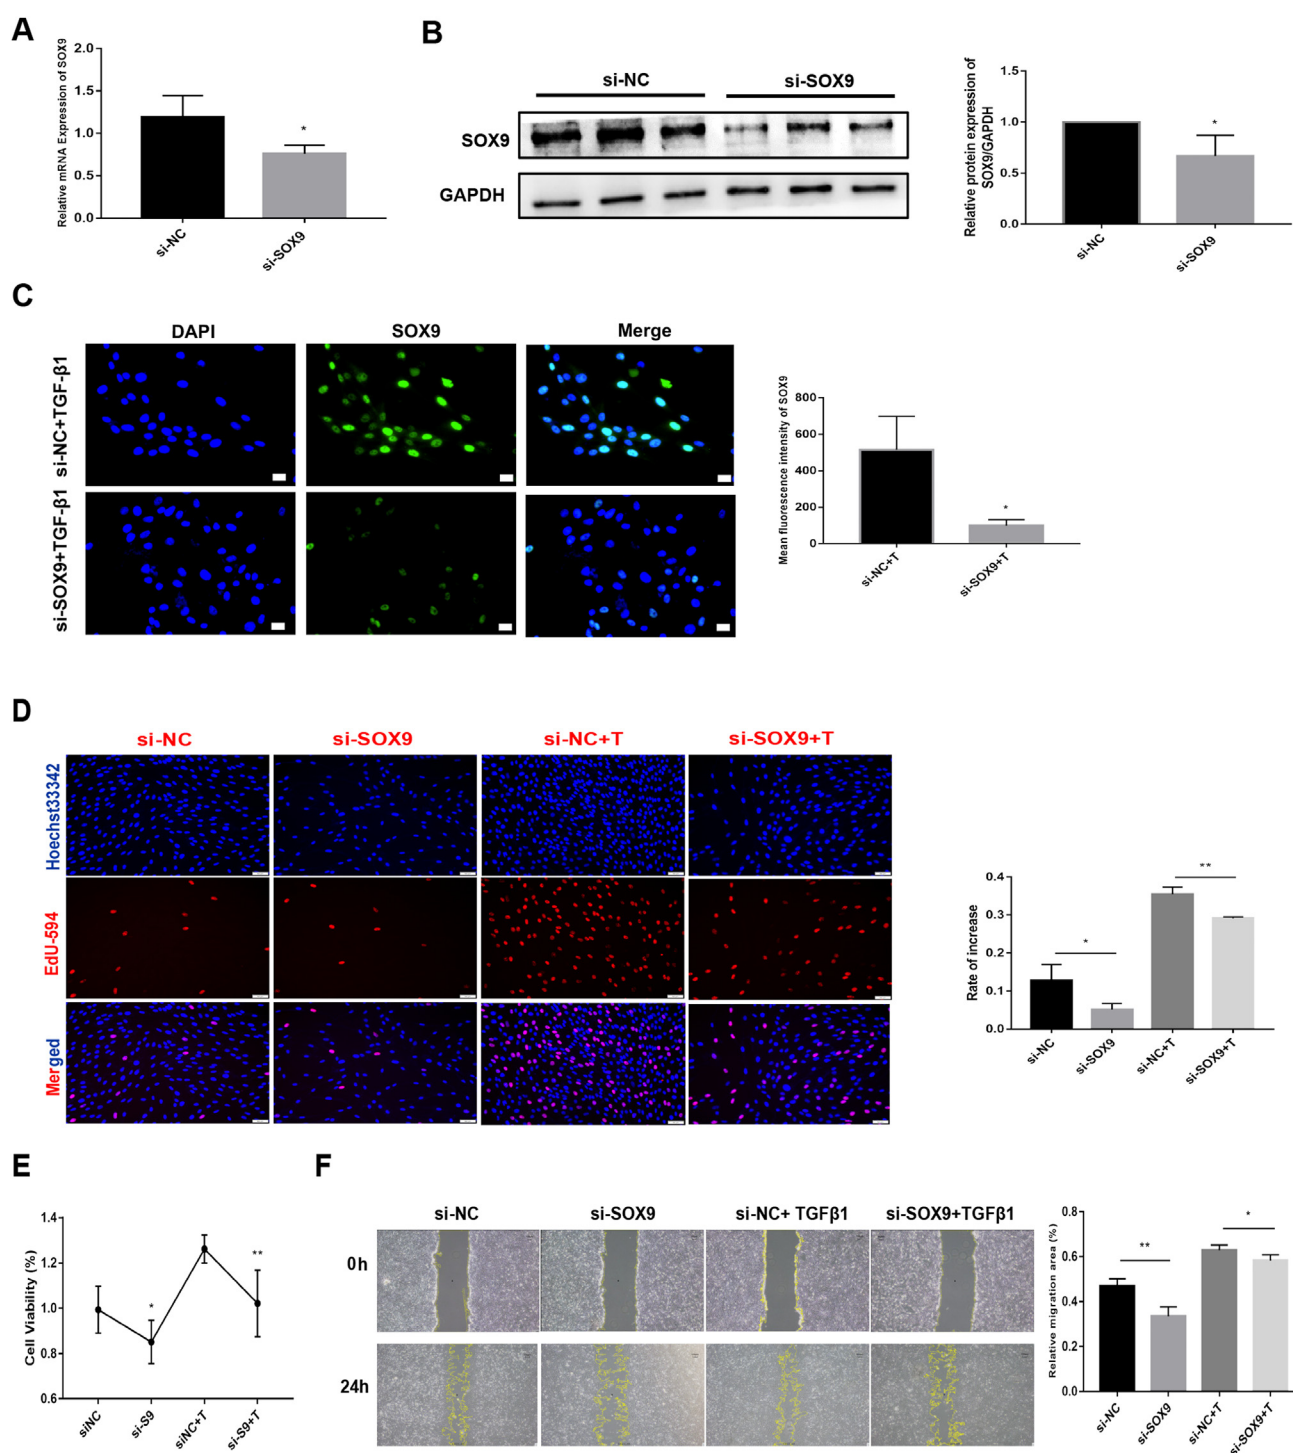 A
Relative mRNA Expression of SOX9
2.0
1.5
1.0
0.5
0.0
*
si-NC
si-SOX9
B
si-NC
si-SOX9
SOX9
GAPDH
Relative protein expression of
SOX9/GAPDH
1.5
1.0
0.5
0.0
*
si-NC
si-SOX9
C
DAPI
SOX9
Merge
si-NC+TGF-β1
si-SOX9+TGF-β1
Mean fluorescence intensity of SOX9
800
600
400
200
0
*
si-NC+T
si-SOX9+T
D
si-NC
si-SOX9
si-NC+T
si-SOX9+T
Hoechst33342
EdU-594
Merged
Rate of increase
0.4
0.3
0.2
0.1
0.0
*
**
si-NC
si-SOX9
si-NC+T
si-SOX9+T
E
Cell Viability (%)
1.4
1.2
1.0
0.8
0.6
*
**
siNC
si-S9
siNC+T
si-S9+T
F
si-NC
si-SOX9
si-NC+ TGFβ1
si-SOX9+TGFβ1
0h
24h
Relative migration area (%)
0.8
0.6
0.4
0.2
0.0
**
*
si-NC
si-SOX9
si-NC+T
si-SOX9+T